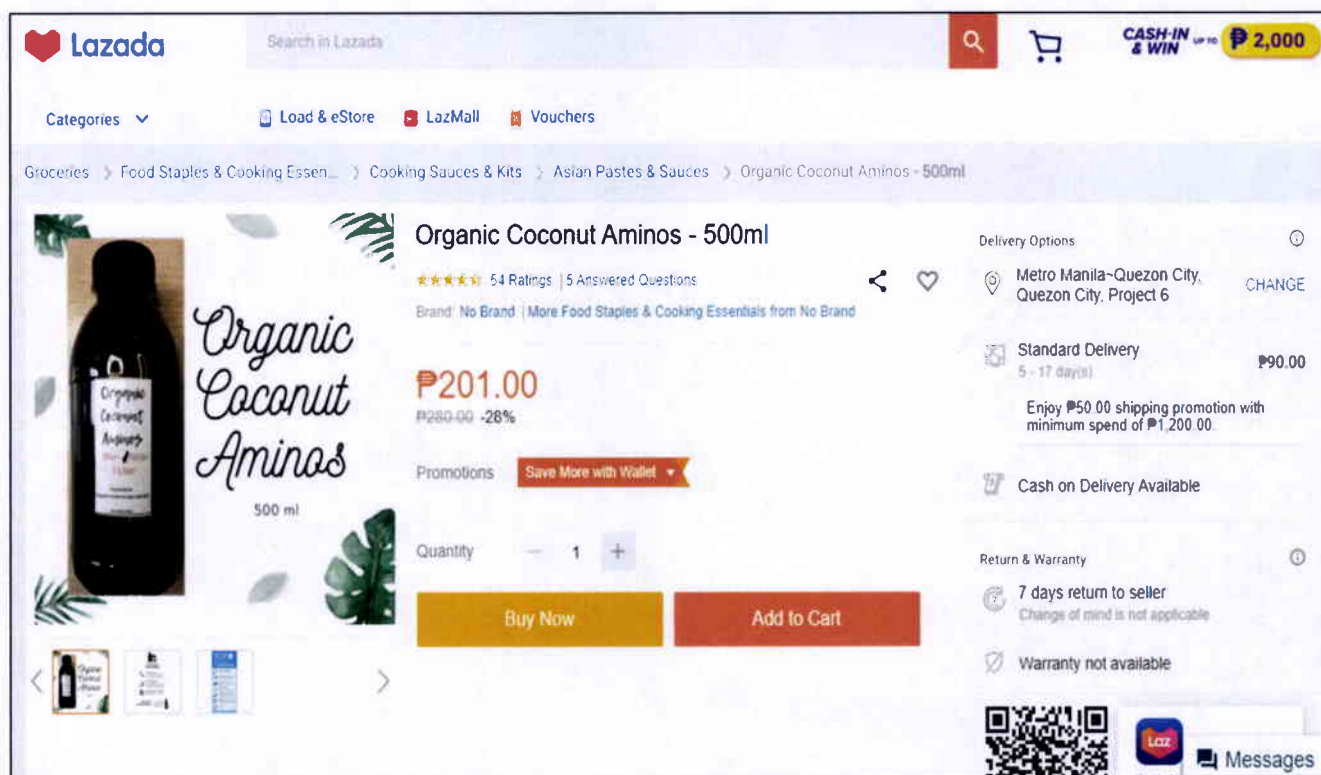 Lazada
Search in Lazada
CASH-IN & WIN UP TO ₱ 2,000
Categories
Load & eStore
LazMall
Vouchers
Groceries > Food Staples & Cooking Essen... > Cooking Sauces & Kits > Asian Pastes & Sauces > Organic Coconut Aminos - 500ml
Organic
Coconut
Aminos
Organic
Coconut
Aminos
500 ml
Organic Coconut Aminos - 500ml
54 Ratings | 5 Answered Questions
Brand: No Brand | More Food Staples & Cooking Essentials from No Brand
₱201.00
₱280.00 -28%
Promotions
Save More with Wallet
Quantity
− 1 +
Buy Now
Add to Cart
Delivery Options
Metro Manila~Quezon City,
Quezon City, Project 6
CHANGE
Standard Delivery
₱90.00
5 - 17 day(s)
Enjoy ₱50.00 shipping promotion with
minimum spend of ₱1,200.00.
Cash on Delivery Available
Return & Warranty
7 days return to seller
Change of mind is not applicable
Warranty not available
Laz
Messages